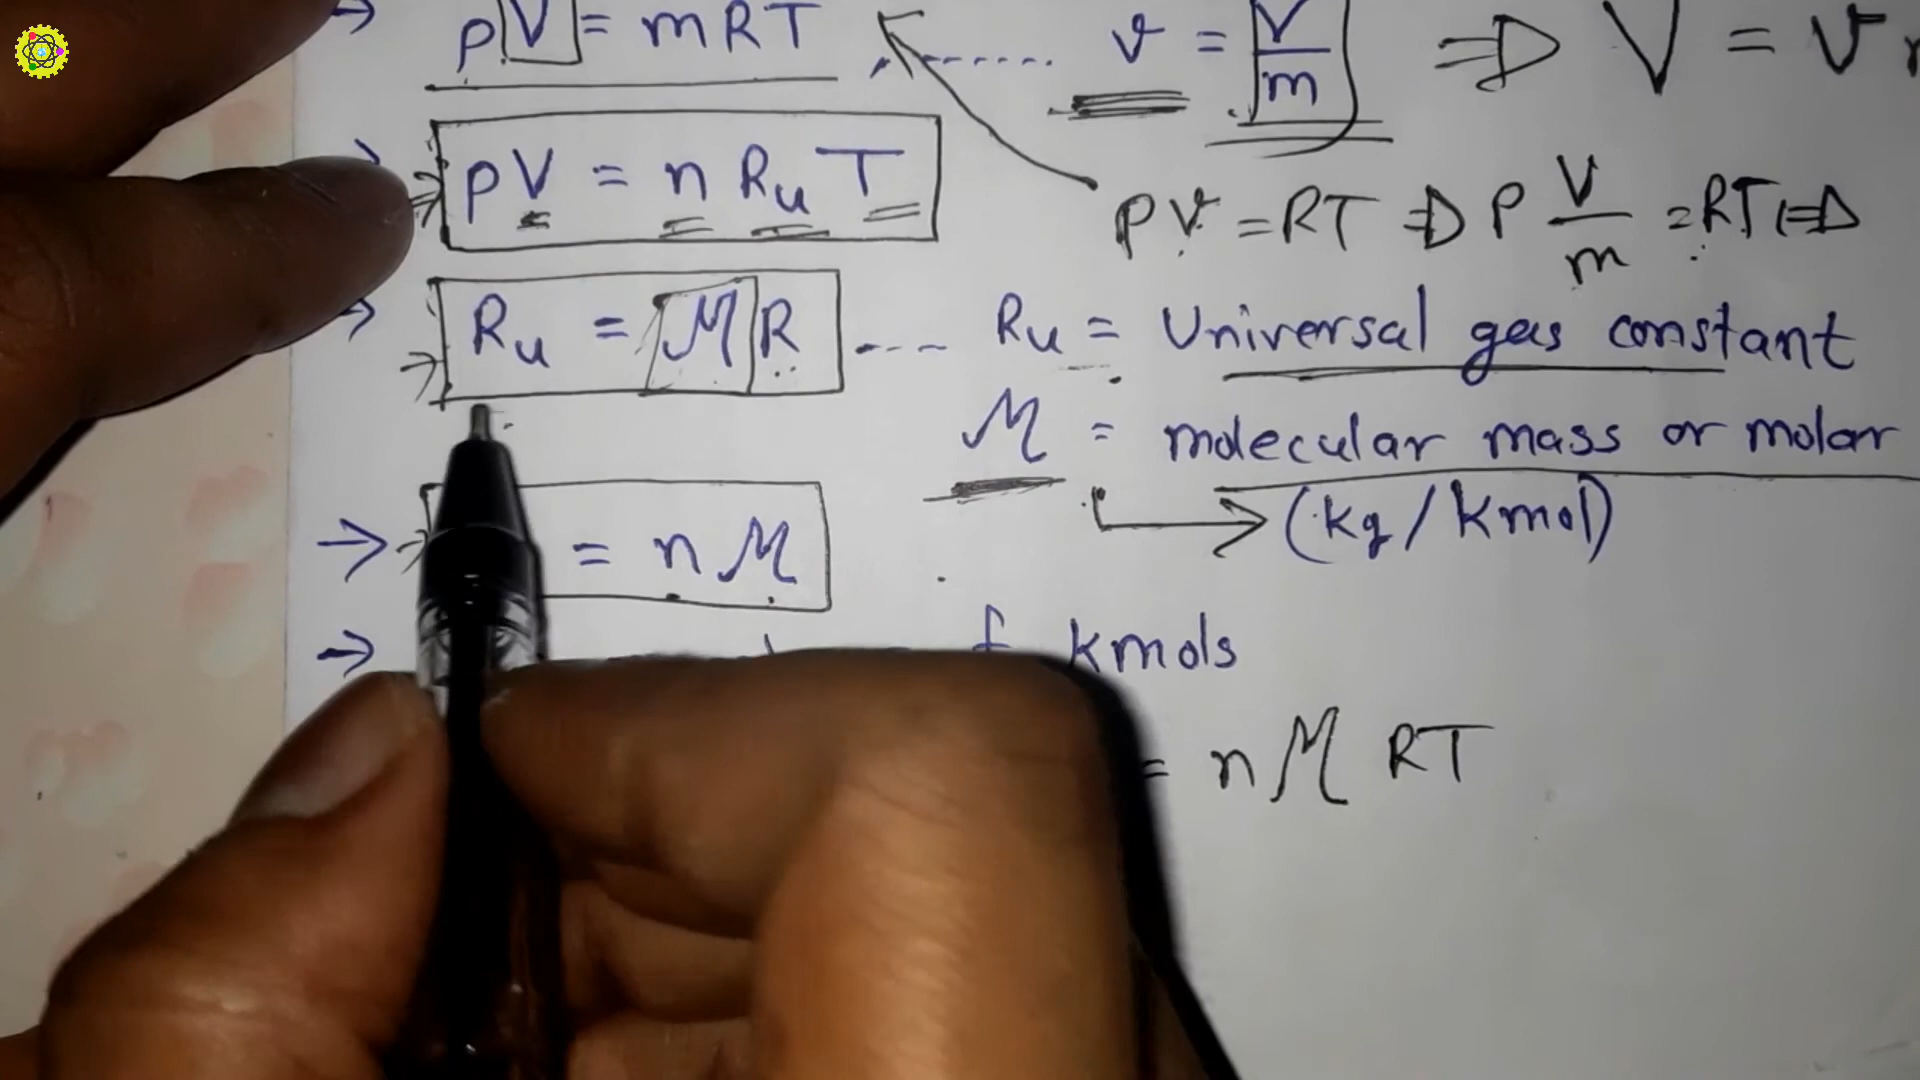 → pV = mRT v = V/m ⇒ V = v
→ pV = n Ru T
PV = RT ⇒ P V/m = RT ⇒
→ Ru = M R --- Ru = Universal gas constant
M = molecular mass or molar
→ (kg/kmol)
→ = nM
→ kmols
= nM RT